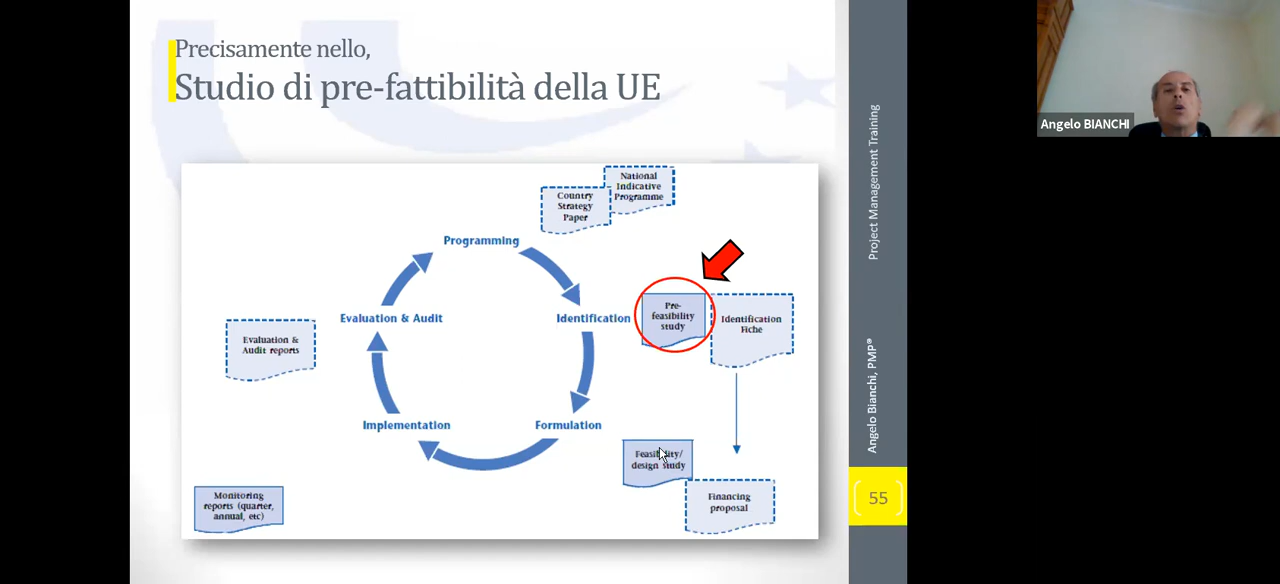 Precisamente nello,
Studio di pre-fattibilità della UE
National
Indicative
Programme
Country
Strategy
Paper
Programming
Evaluation & Audit
Identification
Pre-
feasibility
study
Identification
Fiche
Evaluation &
Audit reports
Implementation
Formulation
Feasibility/
design study
Financing
proposal
Monitoring
reports (quarter,
annual, etc)
Project Management Training
Angelo Bianchi, PMP®
55
Angelo BIANCHI